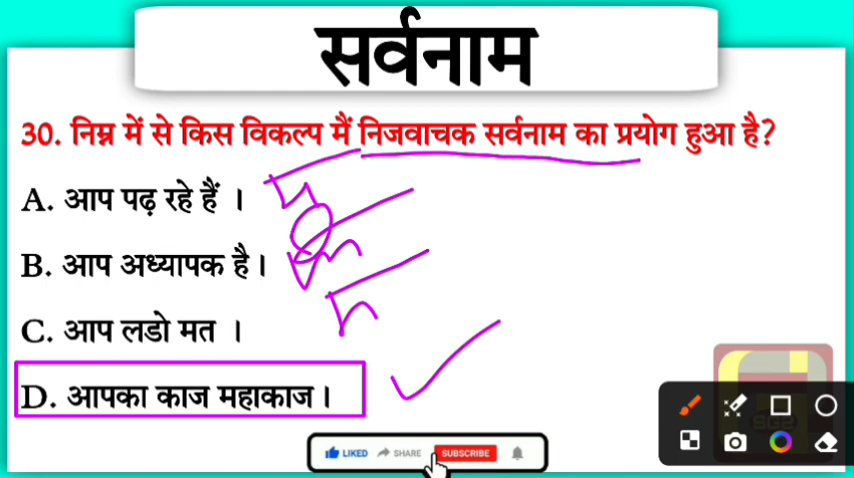 सर्वनाम
30. निम्न में से किस विकल्प मैं निजवाचक सर्वनाम का प्रयोग हुआ है?
A. आप पढ़ रहे हैं ।
B. आप अध्यापक है।
C. आप लडो मत ।
D. आपका काज महाकाज।
LIKED SHARE SUBSCRIBE